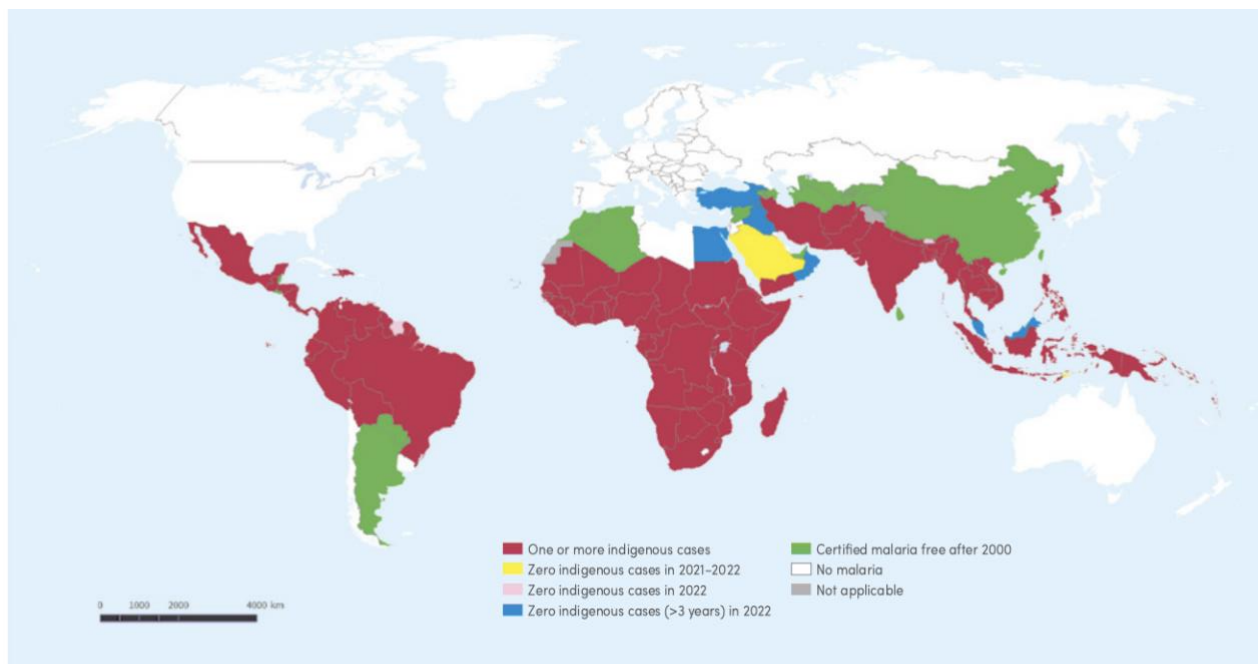 One or more indigenous cases
Zero indigenous cases in 2021–2022
Zero indigenous cases in 2022
Zero indigenous cases (>3 years) in 2022
Certified malaria free after 2000
No malaria
Not applicable
0 1000 2000 4000 kms